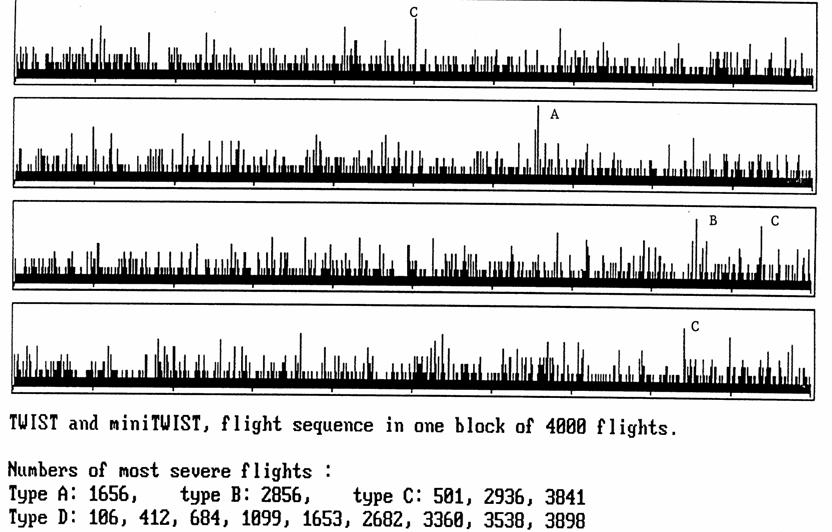 C
A
B C
C
TWIST and miniTWIST, flight sequence in one block of 4000 flights.
Numbers of most severe flights :
Type A: 1656, type B: 2856, type C: 501, 2936, 3841
Type D: 106, 412, 684, 1099, 1653, 2682, 3360, 3538, 3898